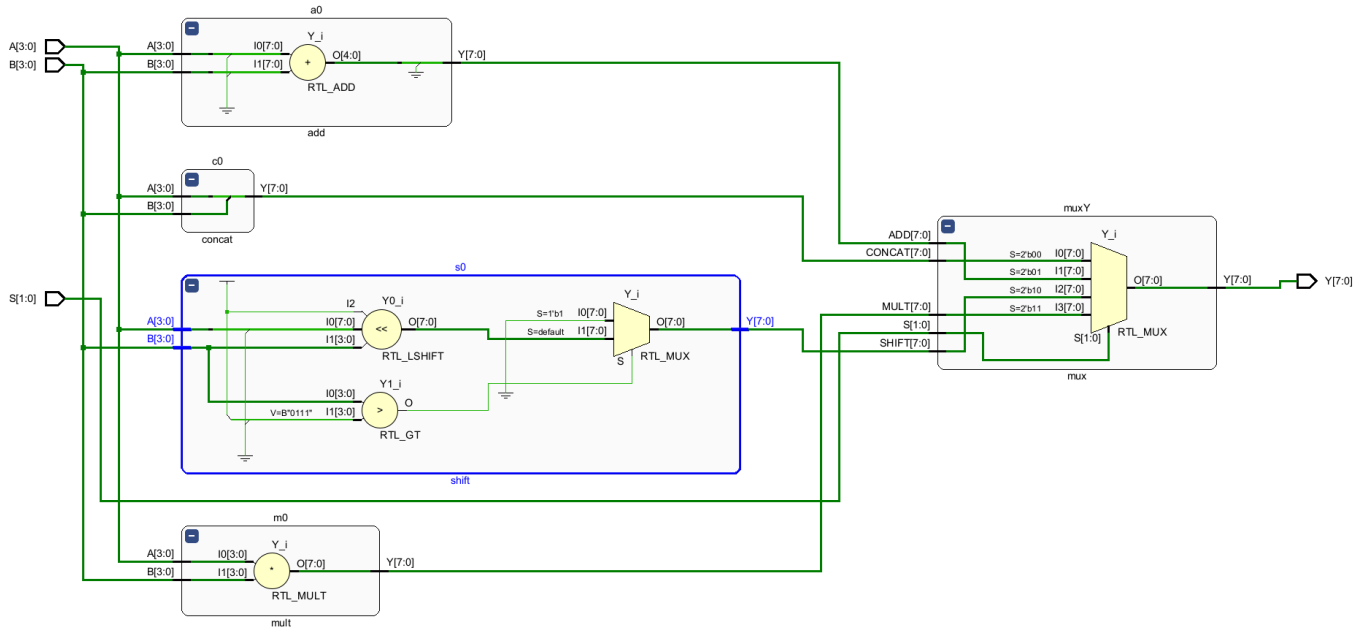 a0
A[3:0]
B[3:0]
A[3:0]
B[3:0]
I0[7:0]
I1[7:0]
Y_i
+
O[4:0]
RTL_ADD
Y[7:0]
add
c0
A[3:0]
B[3:0]
Y[7:0]
concat
S[1:0]
s0
A[3:0]
B[3:0]
I2
I0[7:0]
I1[3:0]
Y0_i
<<
O[7:0]
RTL_LSHIFT
I0[3:0]
V=B"0111" I1[3:0]
Y1_i
>
O
RTL_GT
Y_i
S=1'b1 I0[7:0]
S=default I1[7:0]
S
O[7:0]
RTL_MUX
Y[7:0]
shift
m0
A[3:0]
B[3:0]
I0[3:0]
I1[3:0]
Y_i
*
O[7:0]
RTL_MULT
Y[7:0]
mult
muxY
ADD[7:0]
CONCAT[7:0]
MULT[7:0]
S[1:0]
SHIFT[7:0]
Y_i
S=2'b00 I0[7:0]
S=2'b01 I1[7:0]
S=2'b10 I2[7:0]
S=2'b11 I3[7:0]
S[1:0]
O[7:0]
RTL_MUX
Y[7:0]
mux
Y[7:0]